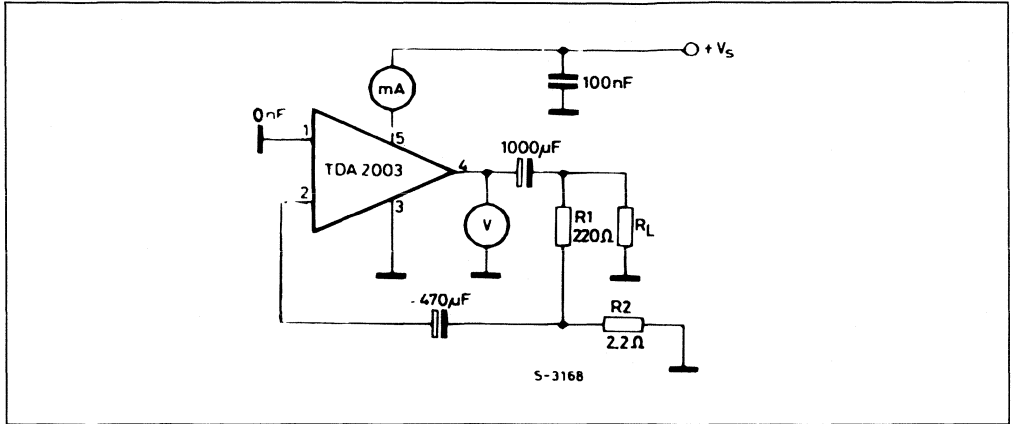 + Vs
mA
100nF
0nF
1
5
1000µF
TDA 2003
4
2
3
V
R1
220Ω
RL
470µF
R2
2.2Ω
S-3168